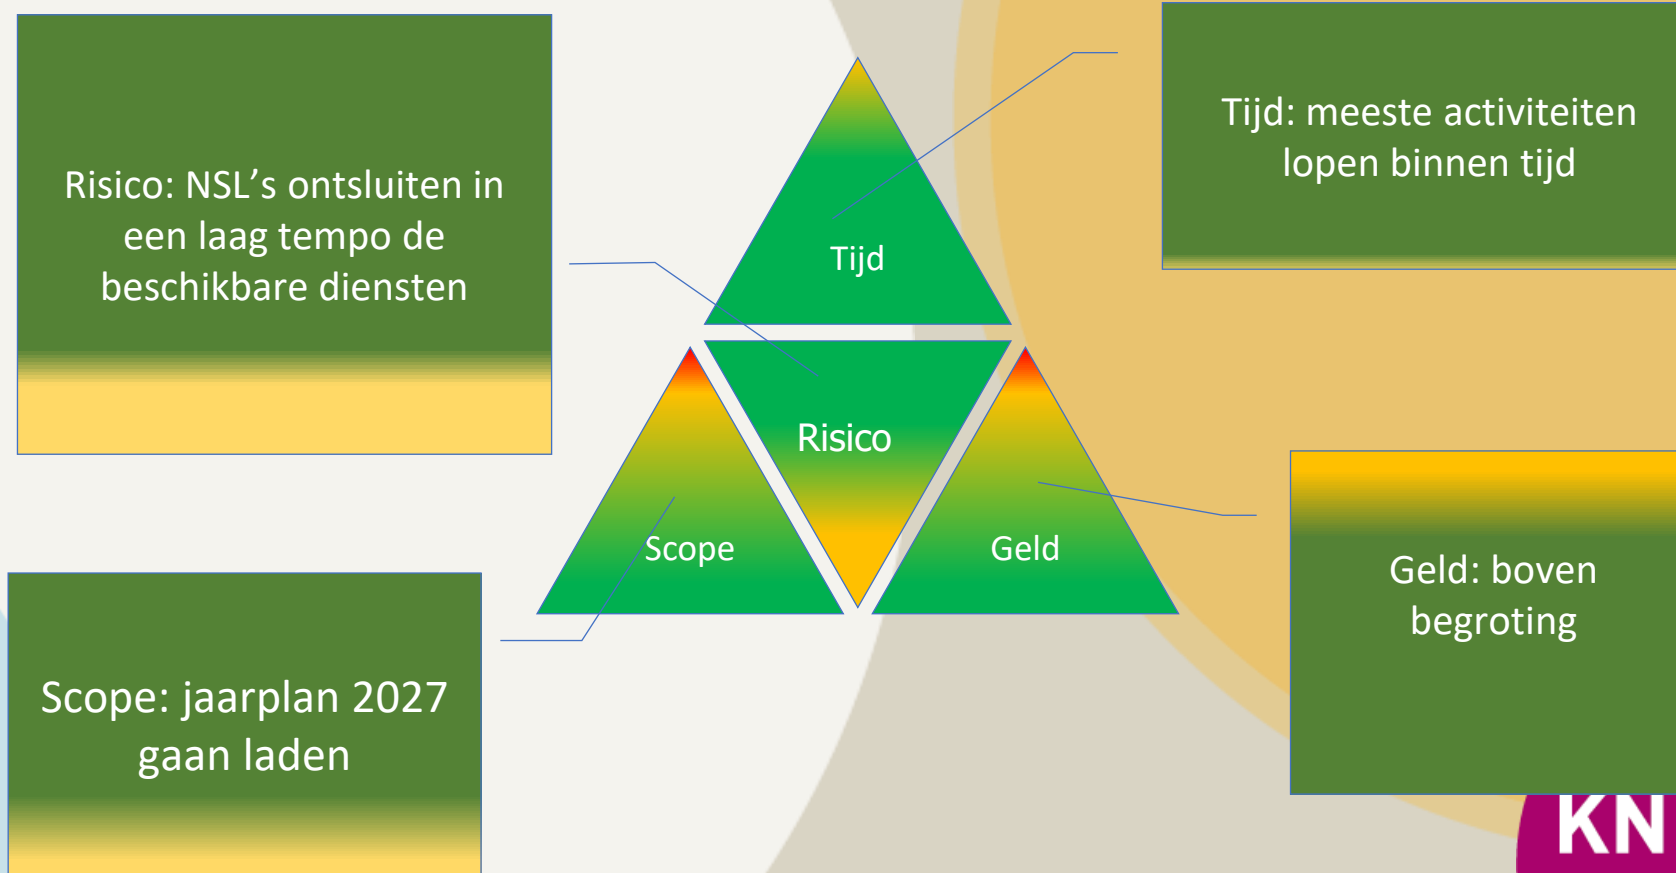 Risico: NSL’s ontsluiten in
een laag tempo de
beschikbare diensten
Tijd: meeste activiteiten
lopen binnen tijd
Tijd
Risico
Scope
Geld
Geld: boven
begroting
Scope: jaarplan 2027
gaan laden
KN